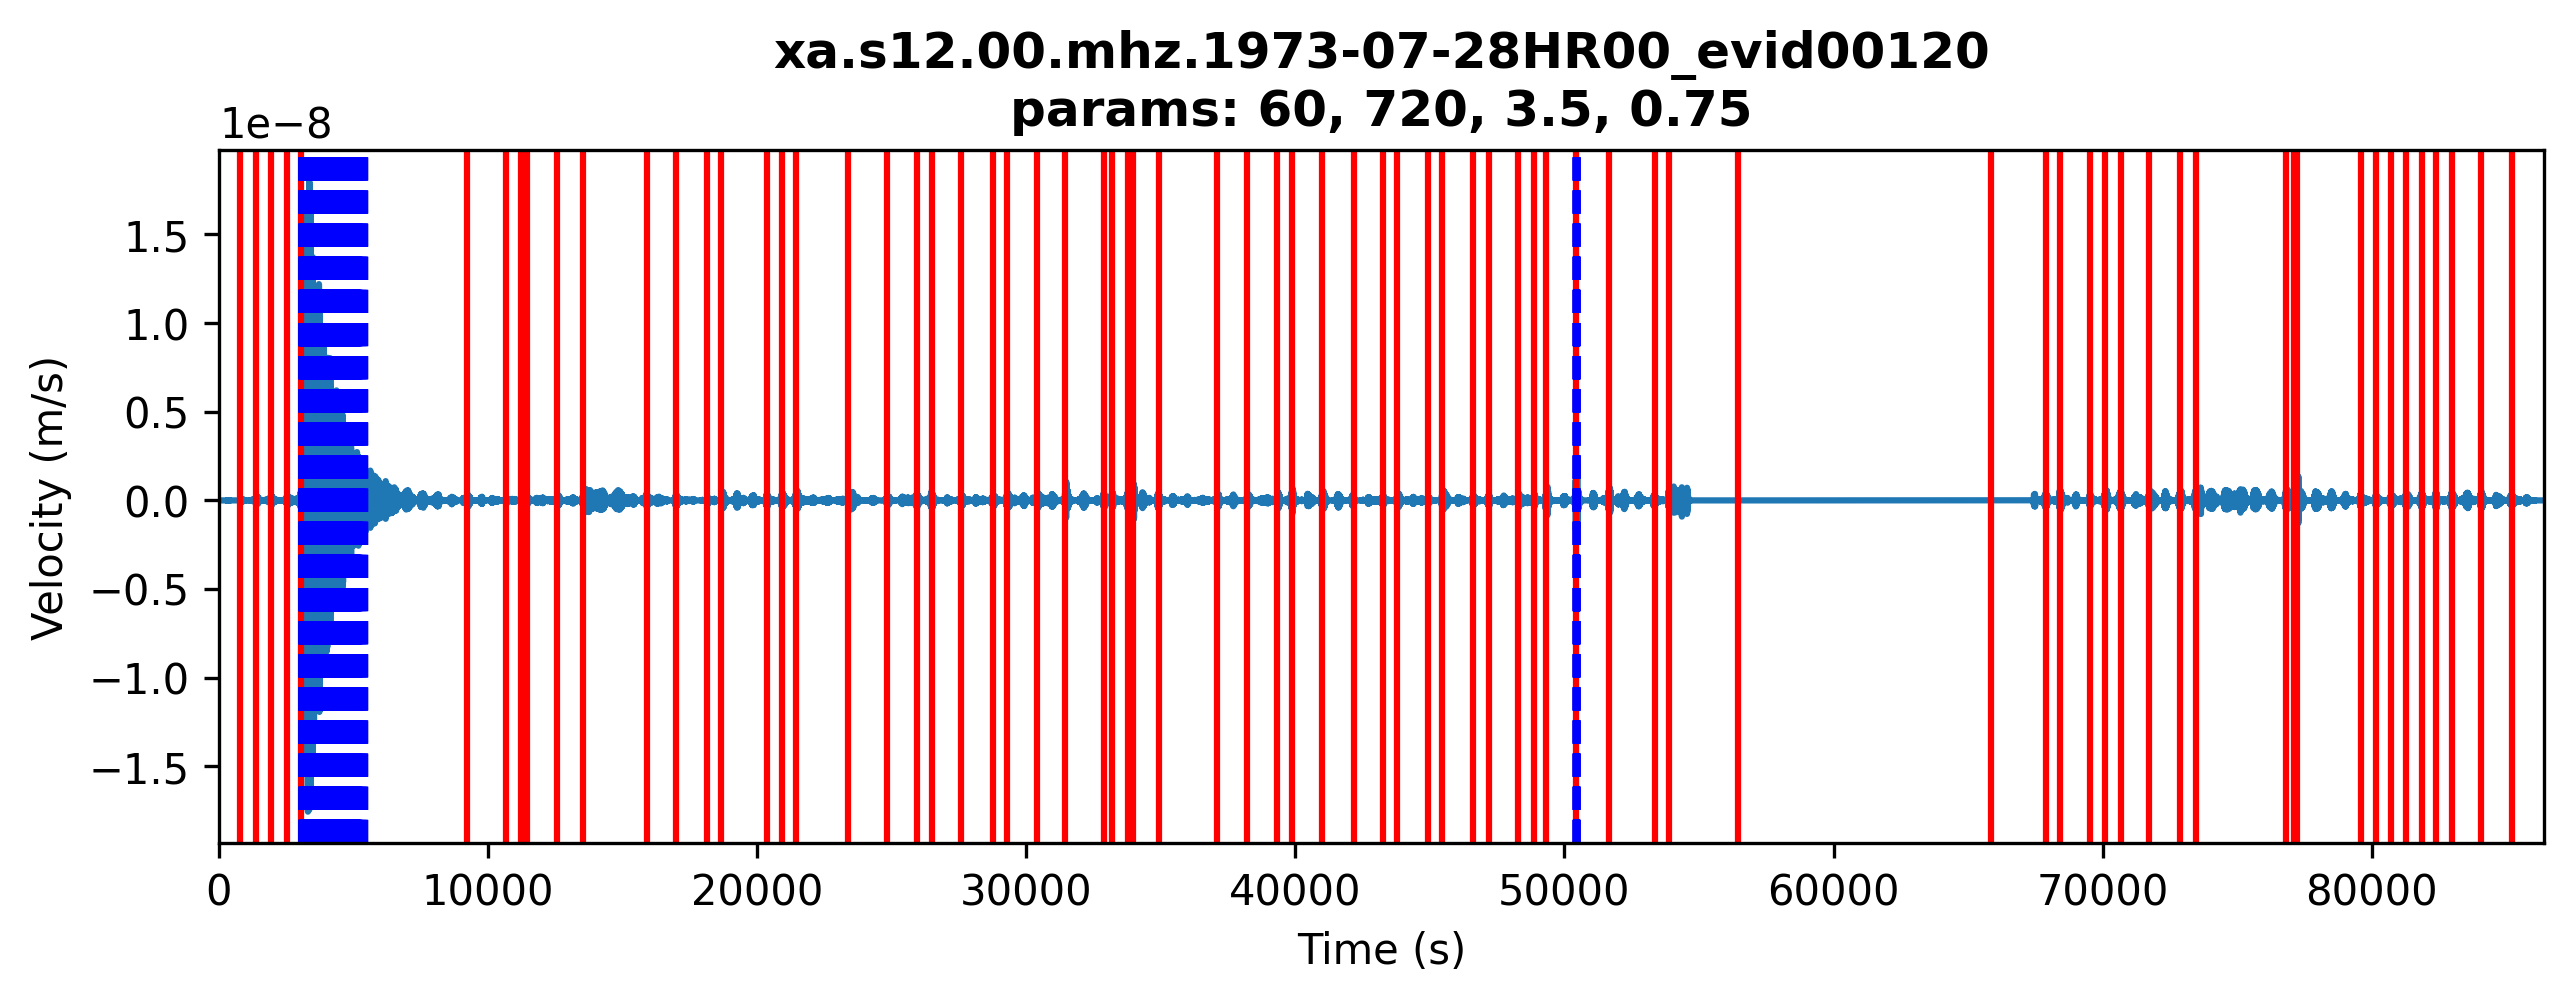 xa.s12.00.mhz.1973-07-28HR00_evid00120
params: 60, 720, 3.5, 0.75
1e−8
1.5
1.0
0.5
0.0
−0.5
−1.0
−1.5
Velocity (m/s)
0 10000 20000 30000 40000 50000 60000 70000 80000
Time (s)